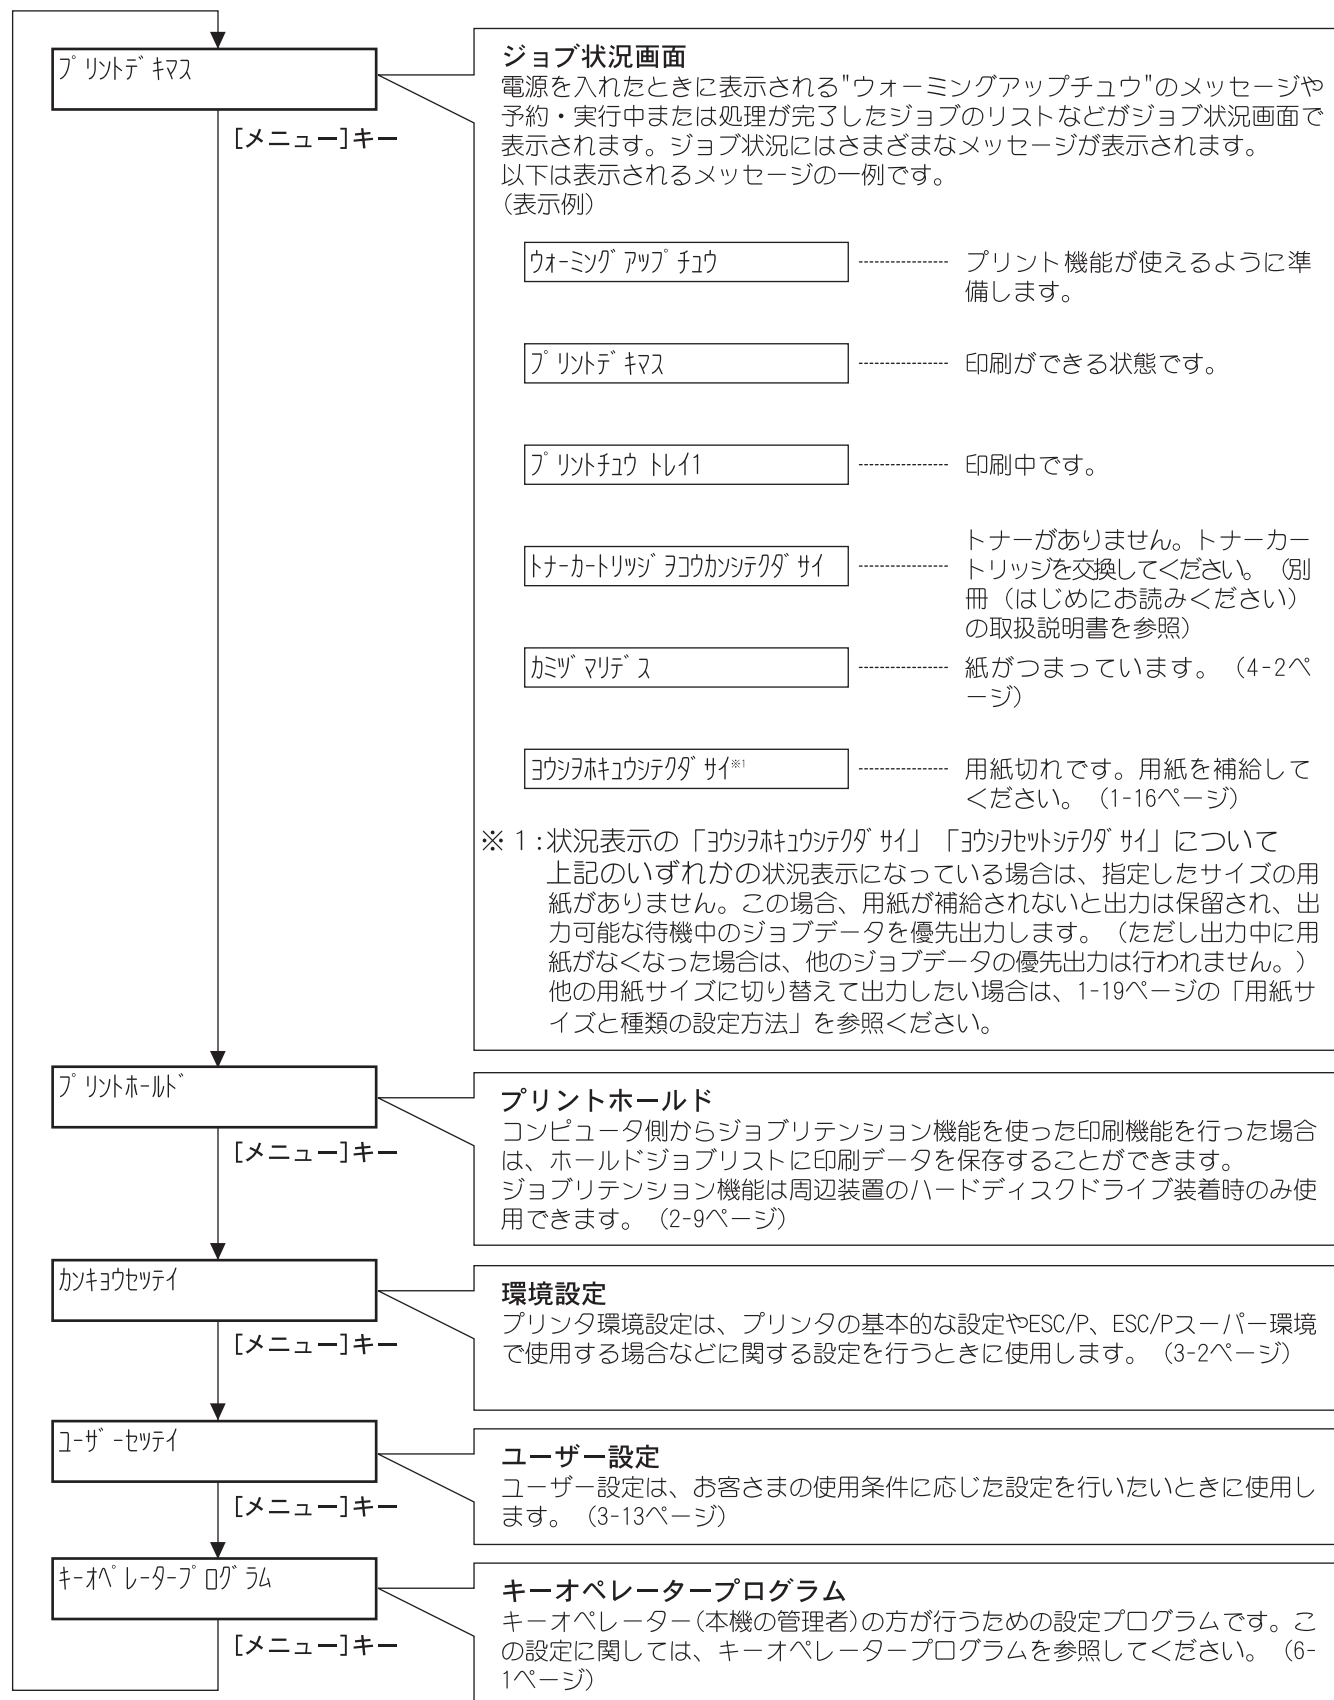 ﾌﾟﾘﾝﾄﾃﾞｷﾏｽ
[メニュー]キー
ジョブ状況画面
電源を入れたときに表示される"ウォーミングアップチュウ"のメッセージや
予約・実行中または処理が完了したジョブのリストなどがジョブ状況画面で
表示されます。ジョブ状況にはさまざまなメッセージが表示されます。
以下は表示されるメッセージの一例です。
(表示例)
ｳｫｰﾐﾝｸﾞｱｯﾌﾟﾁｭｳ
プリント機能が使えるように準
備します。
ﾌﾟﾘﾝﾄﾃﾞｷﾏｽ
印刷ができる状態です。
ﾌﾟﾘﾝﾄﾁｭｳ ﾄﾚｲ1
印刷中です。
ﾄﾅｰｶｰﾄﾘｯｼﾞｦｺｳｶﾝｼﾃｸﾀﾞｻｲ
トナーがありません。トナーカー
トリッジを交換してください。（別
冊（はじめにお読みください）
の取扱説明書を参照）
ｶﾐﾂﾞﾏﾘﾃﾞｽ
紙がつまっています。（4-2ペ
ージ）
ﾖｳｼｦﾎｷｭｳｼﾃｸﾀﾞｻｲ※1
用紙切れです。用紙を補給して
ください。（1-16ページ）
※1:状況表示の「ﾖｳｼｦﾎｷｭｳｼﾃｸﾀﾞｻｲ」「ﾖｳｼｦｾｯﾄｼﾃｸﾀﾞｻｲ」について
上記のいずれかの状況表示になっている場合は、指定したサイズの用
紙がありません。この場合、用紙が補給されないと出力は保留され、出
力可能な待機中のジョブデータを優先出力します。（ただし出力中に用
紙がなくなった場合は、他のジョブデータの優先出力は行われません。）
他の用紙サイズに切り替えて出力したい場合は、1-19ページの「用紙サ
イズと種類の設定方法」を参照ください。
ﾌﾟﾘﾝﾄﾎｰﾙﾄﾞ
[メニュー]キー
プリントホールド
コンピュータ側からジョブリテンション機能を使った印刷機能を行った場合
は、ホールドジョブリストに印刷データを保存することができます。
ジョブリテンション機能は周辺装置のハードディスクドライブ装着時のみ使
用できます。（2-9ページ）
ｶﾝｷｮｳｾｯﾃｲ
[メニュー]キー
環境設定
プリンタ環境設定は、プリンタの基本的な設定やESC/P、ESC/Pスーパー環境
で使用する場合などに関する設定を行うときに使用します。（3-2ページ）
ﾕｰｻﾞｰｾｯﾃｲ
[メニュー]キー
ユーザー設定
ユーザー設定は、お客さまの使用条件に応じた設定を行いたいときに使用し
ます。（3-13ページ）
ｷｰｵﾍﾟﾚｰﾀｰﾌﾟﾛｸﾞﾗﾑ
[メニュー]キー
キーオペレータープログラム
キーオペレーター(本機の管理者)の方が行うための設定プログラムです。こ
の設定に関しては、キーオペレータープログラムを参照してください。（6-
1ページ）